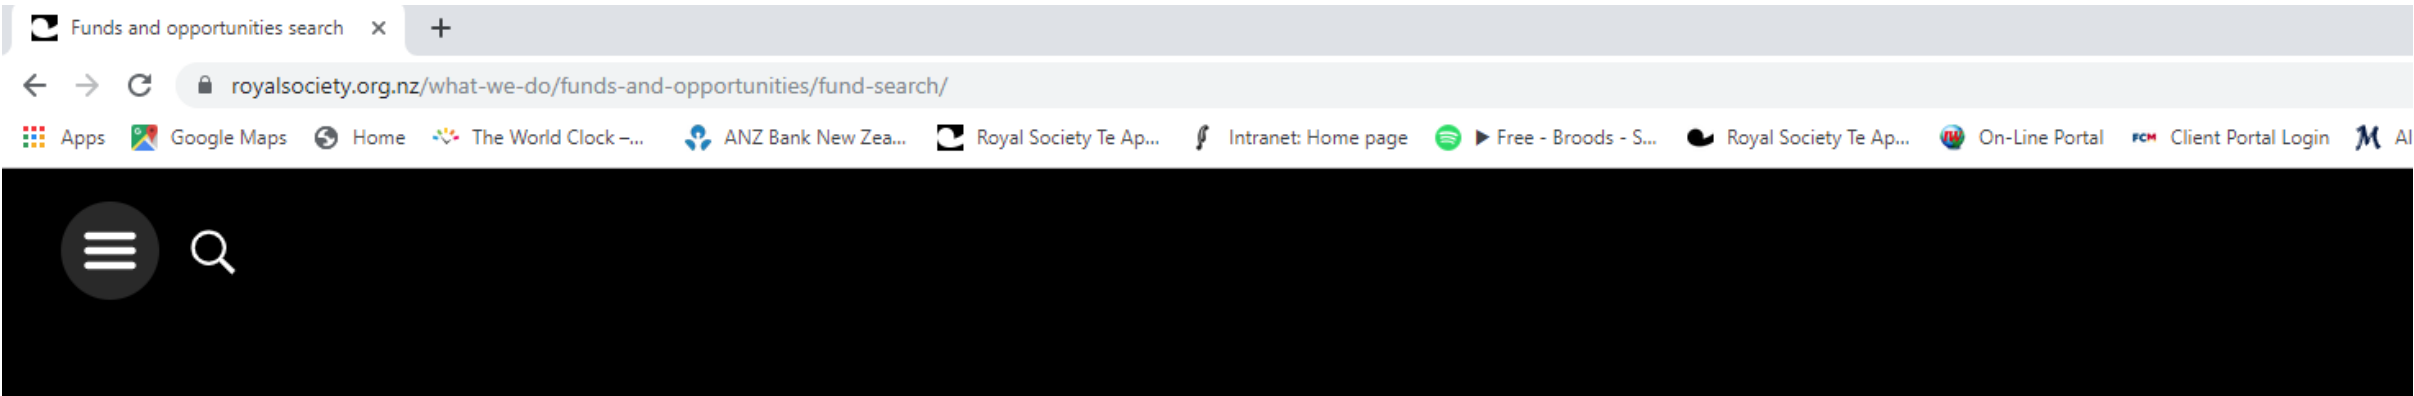 Funds and opportunities search
royalsociety.org.nz/what-we-do/funds-and-opportunities/fund-search/
Apps Google Maps Home The World Clock –... ANZ Bank New Zea... Royal Society Te Ap... Intranet: Home page ▶ Free - Broods - S... Royal Society Te Ap... On-Line Portal FCM Client Portal Login M Al